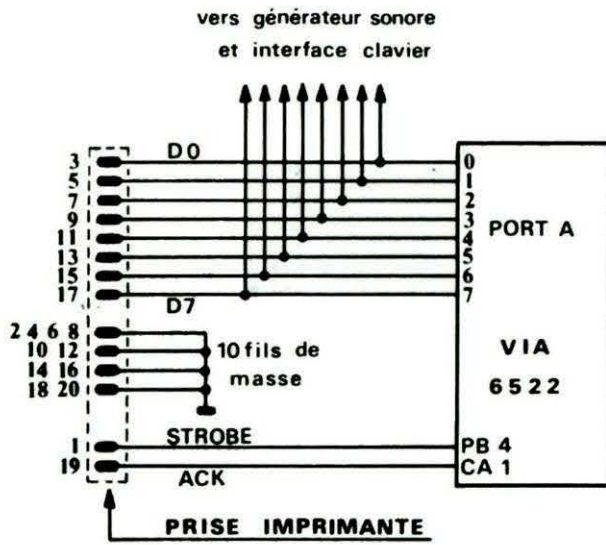 vers générateur sonore
et interface clavier
3 D0 0
5 1
7 2
9 3 PORT A
11 4
13 5
15 6
17 D7 7
2 4 6 8
10 12 10 fils de VIA
14 16 masse 6522
18 20
1 STROBE PB 4
19 ACK CA 1
PRISE IMPRIMANTE